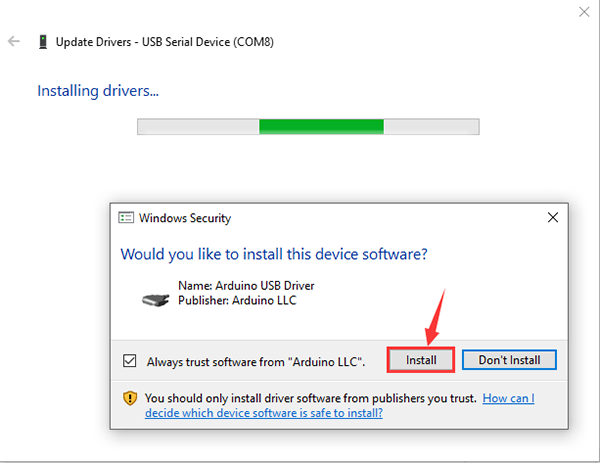 Update Drivers - USB Serial Device (COM8)
Installing drivers...
Windows Security
Would you like to install this device software?
Name: Arduino USB Driver
Publisher: Arduino LLC
Always trust software from "Arduino LLC".
Install
Don't Install
You should only install driver software from publishers you trust. How can I
decide which device software is safe to install?